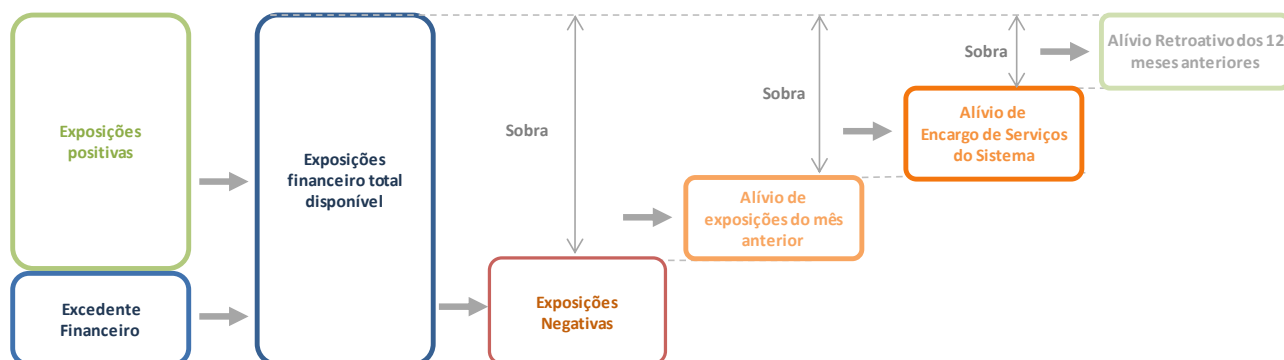 Exposições
positivas
Excedente
Financeiro
Exposições
financeiro total
disponível
Sobra
Exposições
Negativas
Sobra
Alívio de
exposições do mês
anterior
Sobra
Alívio de
Encargo de Serviços
do Sistema
Alívio Retroativo dos 12
meses anteriores